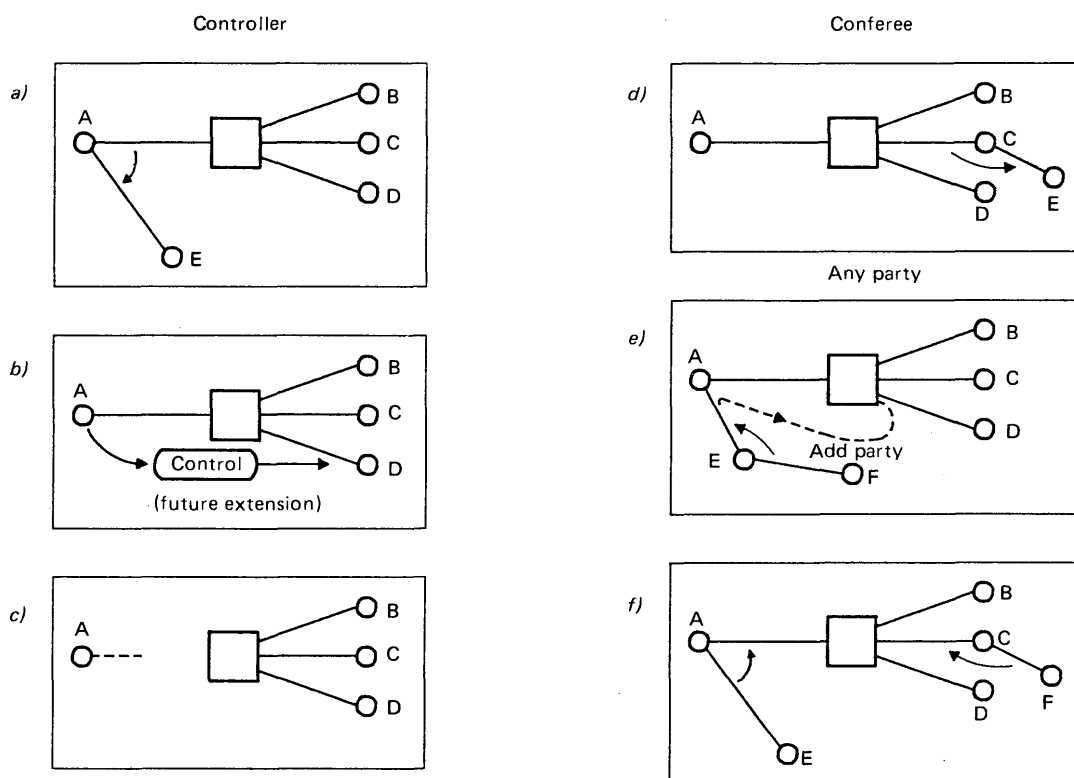 Controller
a)
A
B
C
D
E
b)
A
B
C
D
Control
(future extension)
c)
A
B
C
D
Conferee
d)
A
B
C
D
E
Any party
e)
A
B
C
D
Add party
E
F
f)
A
B
C
D
F
E